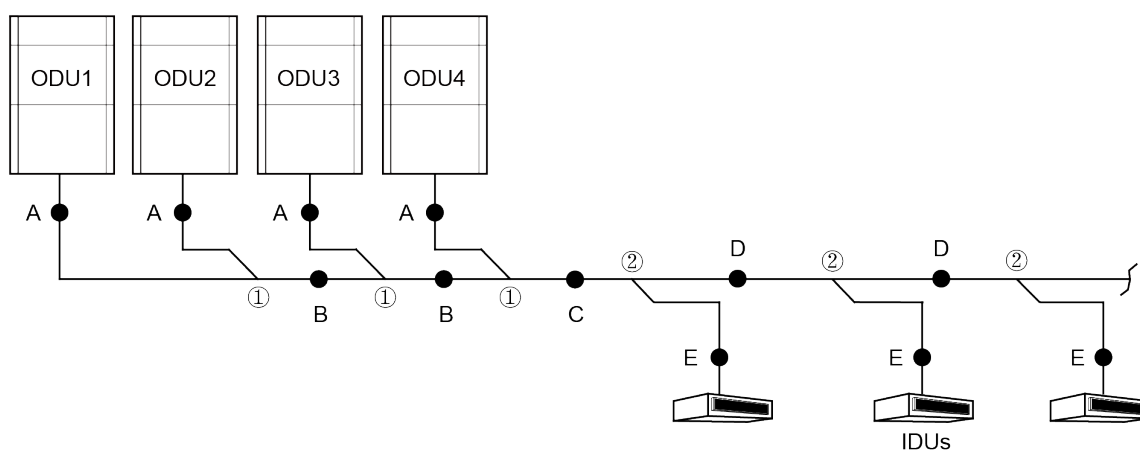 ODU1 ODU2 ODU3 ODU4
A A A A
② D ② D ②
① B ① B ① C
E E E
IDUs